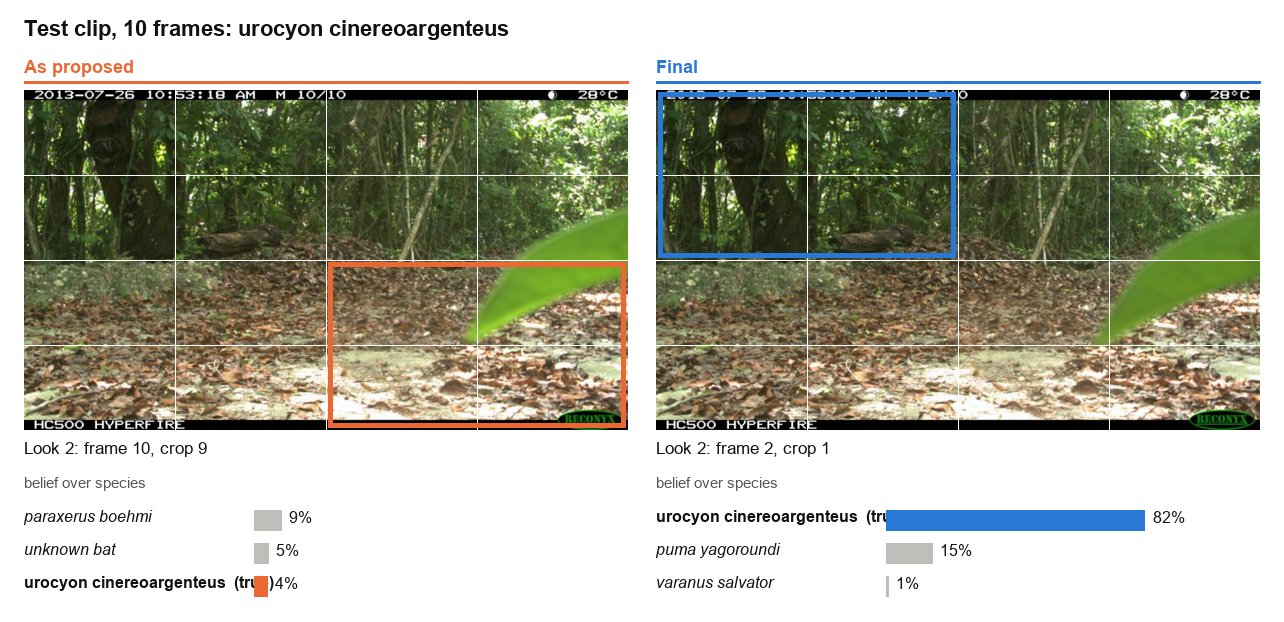 Test clip, 10 frames: urocyon cinereoargenteus
As proposed
2013-07-26 10:53:18 AM M 10/10 28°C
HC500 HYPERFIRE RECONYX
Look 2: frame 10, crop 9
belief over species
paraxerus boehmi 9%
unknown bat 5%
urocyon cinereoargenteus 4%
Final
28°C
HC500 HYPERFIRE RECONYX
Look 2: frame 2, crop 1
belief over species
urocyon cinereoargenteus 82%
puma yagoroundi 15%
varanus salvator 1%